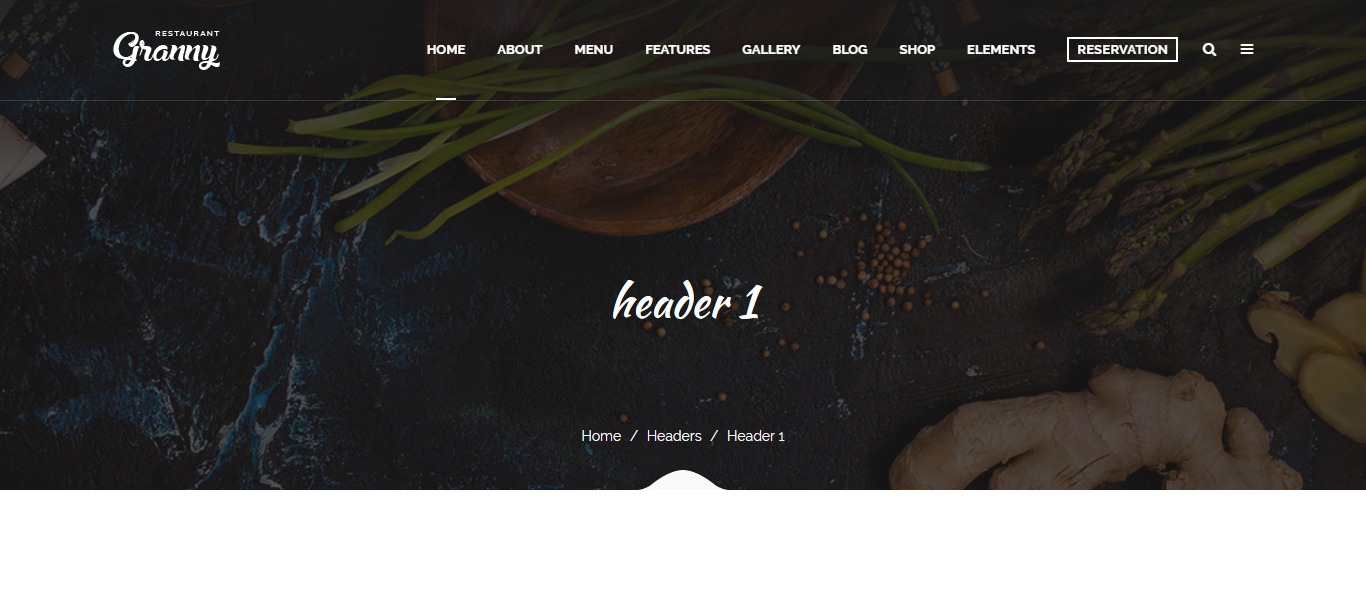 RESTAURANT
Granny
HOME ABOUT MENU FEATURES GALLERY BLOG SHOP ELEMENTS RESERVATION
header 1
Home / Headers / Header 1